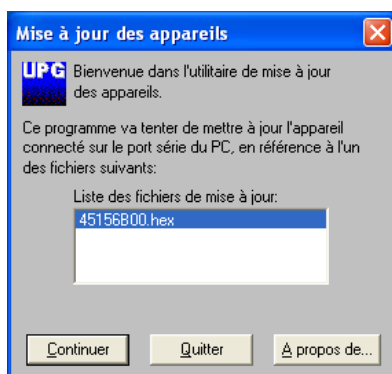 Mise à jour des appareils
UPG
Bienvenue dans l'utilitaire de mise à jour
des appareils.
Ce programme va tenter de mettre à jour l'appareil
connecté sur le port série du PC, en référence à l'un
des fichiers suivants:
Liste des fichiers de mise à jour:
45156B00.hex
Continuer Quitter A propos de...